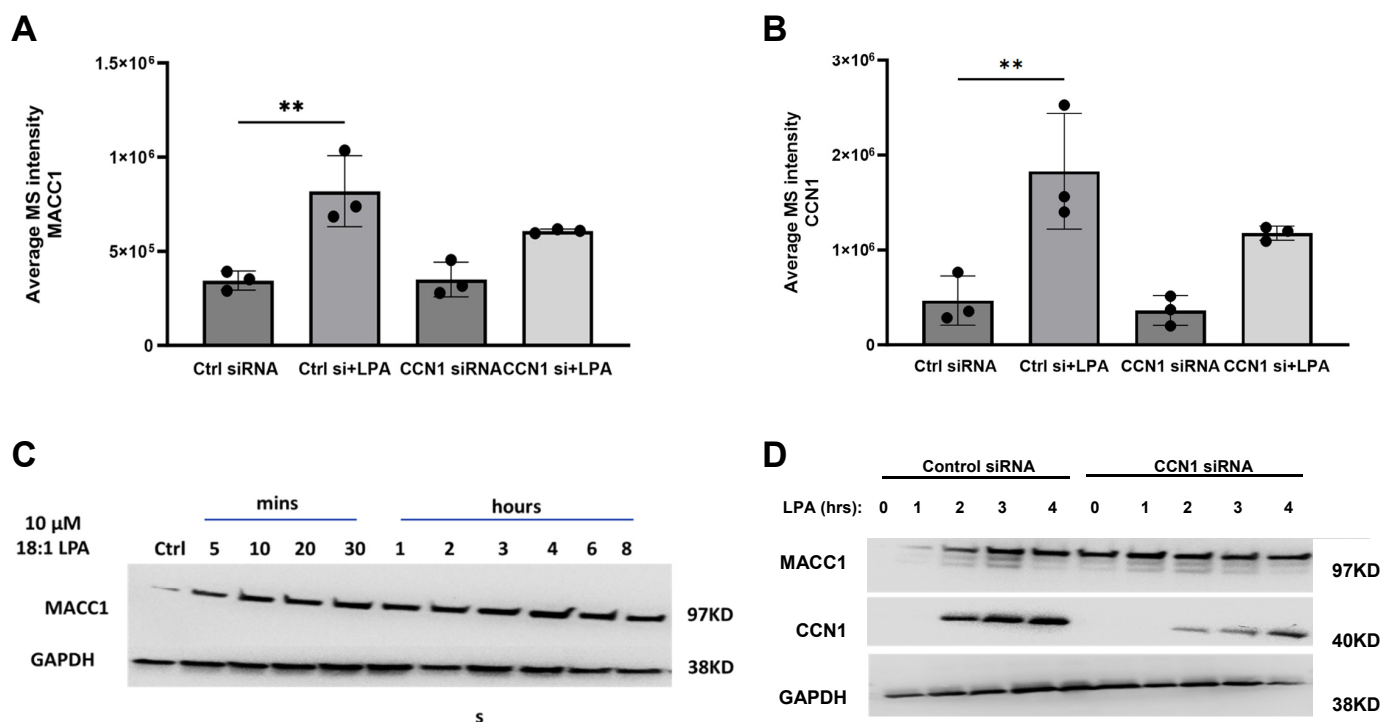 A
Average MS intensity
MACC1
1.5×10⁶
1×10⁶
5×10⁵
0
**
Ctrl siRNA Ctrl si+LPA CCN1 siRNA CCN1 si+LPA
B
Average MS intensity
CCN1
3×10⁶
2×10⁶
1×10⁶
0
**
Ctrl siRNA Ctrl si+LPA CCN1 siRNA CCN1 si+LPA
C
mins hours
10 µM
18:1 LPA Ctrl 5 10 20 30 1 2 3 4 6 8
MACC1 97KD
GAPDH 38KD
s
D
Control siRNA CCN1 siRNA
LPA (hrs): 0 1 2 3 4 0 1 2 3 4
MACC1 97KD
CCN1 40KD
GAPDH 38KD